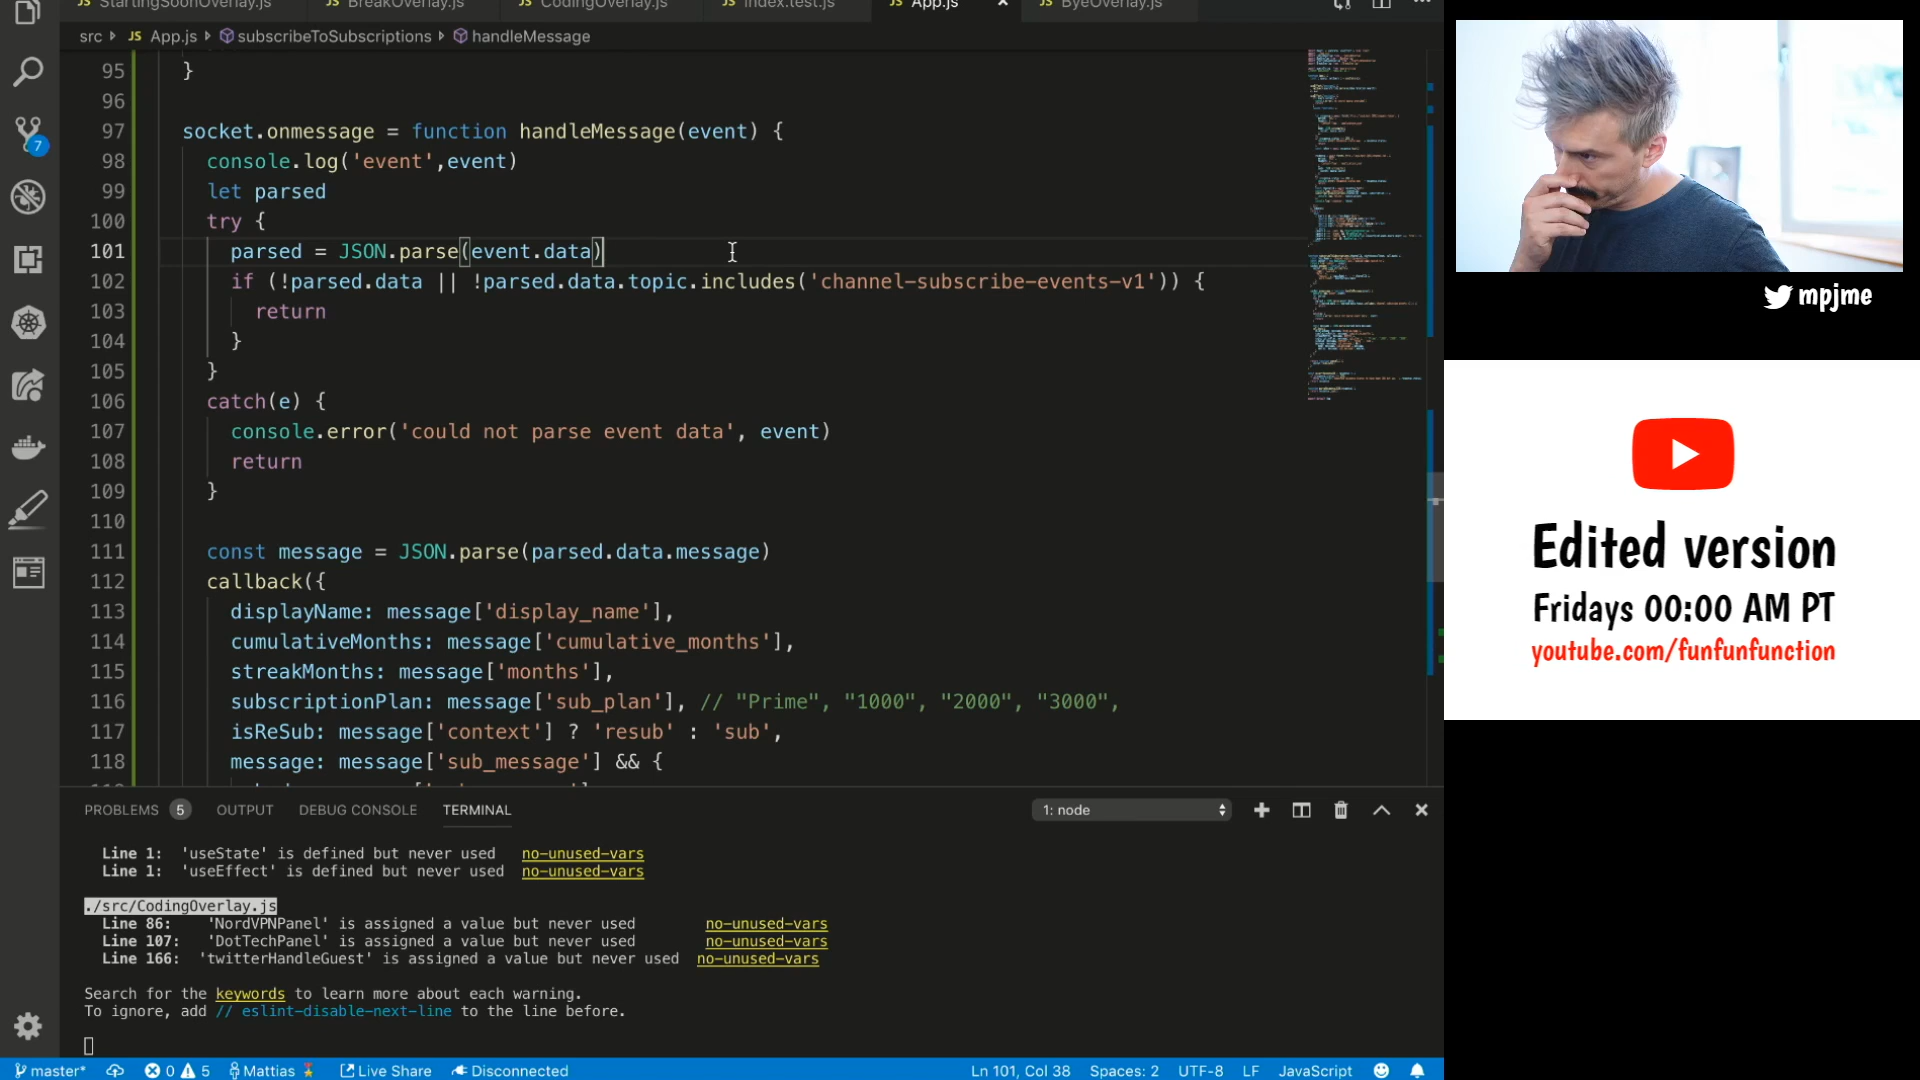 StartingSoonOverlay.js JS BreakOverlay.js JS CodingOverlay.js JS index.test.js JS App.js × JS ByeOverlay.js
src JS App.js subscribeToSubscriptions handleMessage
95 }
96
97 socket.onmessage = function handleMessage(event) {
98 console.log('event',event)
99 let parsed
100 try {
101 parsed = JSON.parse(event.data)
102 if (!parsed.data || !parsed.data.topic.includes('channel-subscribe-events-v1')) {
103 return
104 }
105 }
106 catch(e) {
107 console.error('could not parse event data', event)
108 return
109 }
110
111 const message = JSON.parse(parsed.data.message)
112 callback({
113 displayName: message['display_name'],
114 cumulativeMonths: message['cumulative_months'],
115 streakMonths: message['months'],
116 subscriptionPlan: message['sub_plan'], // "Prime", "1000", "2000", "3000",
117 isReSub: message['context'] ? 'resub' : 'sub',
118 message: message['sub_message'] && {
7
PROBLEMS 5 OUTPUT DEBUG CONSOLE TERMINAL 1: node
Line 1: 'useState' is defined but never used no-unused-vars
Line 1: 'useEffect' is defined but never used no-unused-vars
./src/CodingOverlay.js
Line 86: 'NordVPNPanel' is assigned a value but never used no-unused-vars
Line 107: 'DotTechPanel' is assigned a value but never used no-unused-vars
Line 166: 'twitterHandleGuest' is assigned a value but never used no-unused-vars
Search for the keywords to learn more about each warning.
To ignore, add // eslint-disable-next-line to the line before.
master* 0 5 Mattias Live Share Disconnected Ln 101, Col 38 Spaces: 2 UTF-8 LF JavaScript
mpjme
Edited version
Fridays 00:00 AM PT
youtube.com/funfunfunction